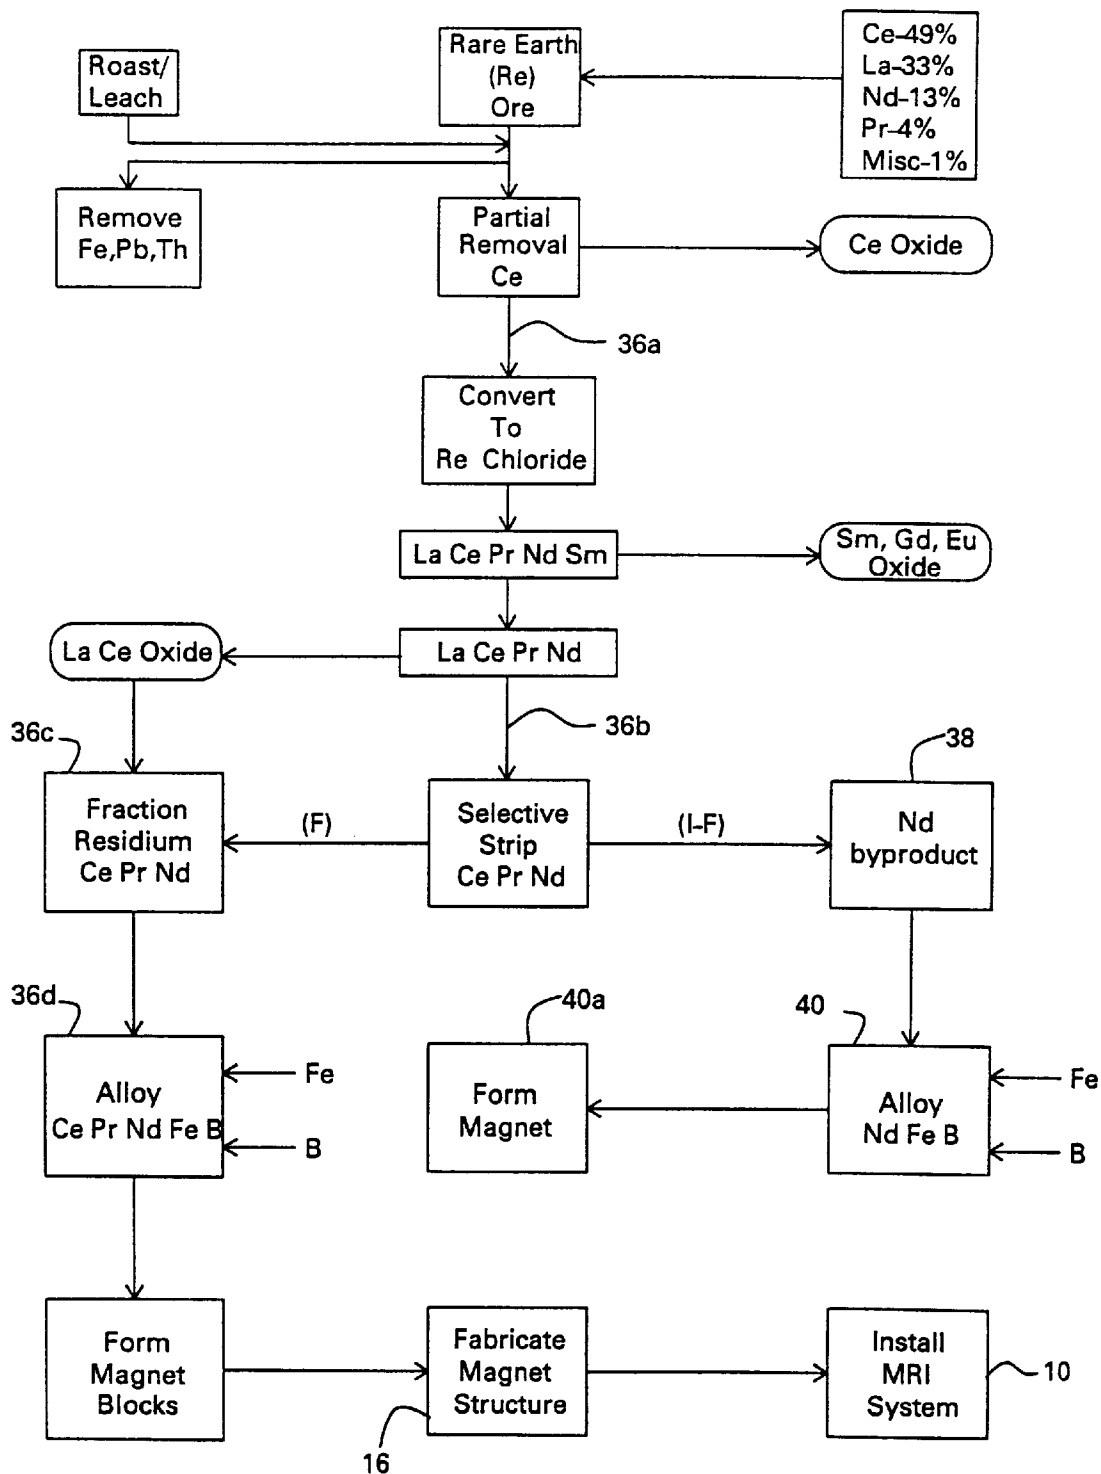 Roast/
Leach
Rare Earth
(Re)
Ore
Ce-49%
La-33%
Nd-13%
Pr-4%
Misc-1%
Remove
Fe,Pb,Th
Partial
Removal
Ce
Ce Oxide
36a
Convert
To
Re Chloride
La Ce Pr Nd Sm
Sm, Gd, Eu
Oxide
La Ce Oxide
La Ce Pr Nd
36c
36b
38
Fraction
Residium
Ce Pr Nd
(F)
Selective
Strip
Ce Pr Nd
(I-F)
Nd
byproduct
36d
40a
40
Alloy
Ce Pr Nd Fe B
Fe
B
Form
Magnet
Alloy
Nd Fe B
Fe
B
Form
Magnet
Blocks
Fabricate
Magnet
Structure
16
Install
MRI
System
10